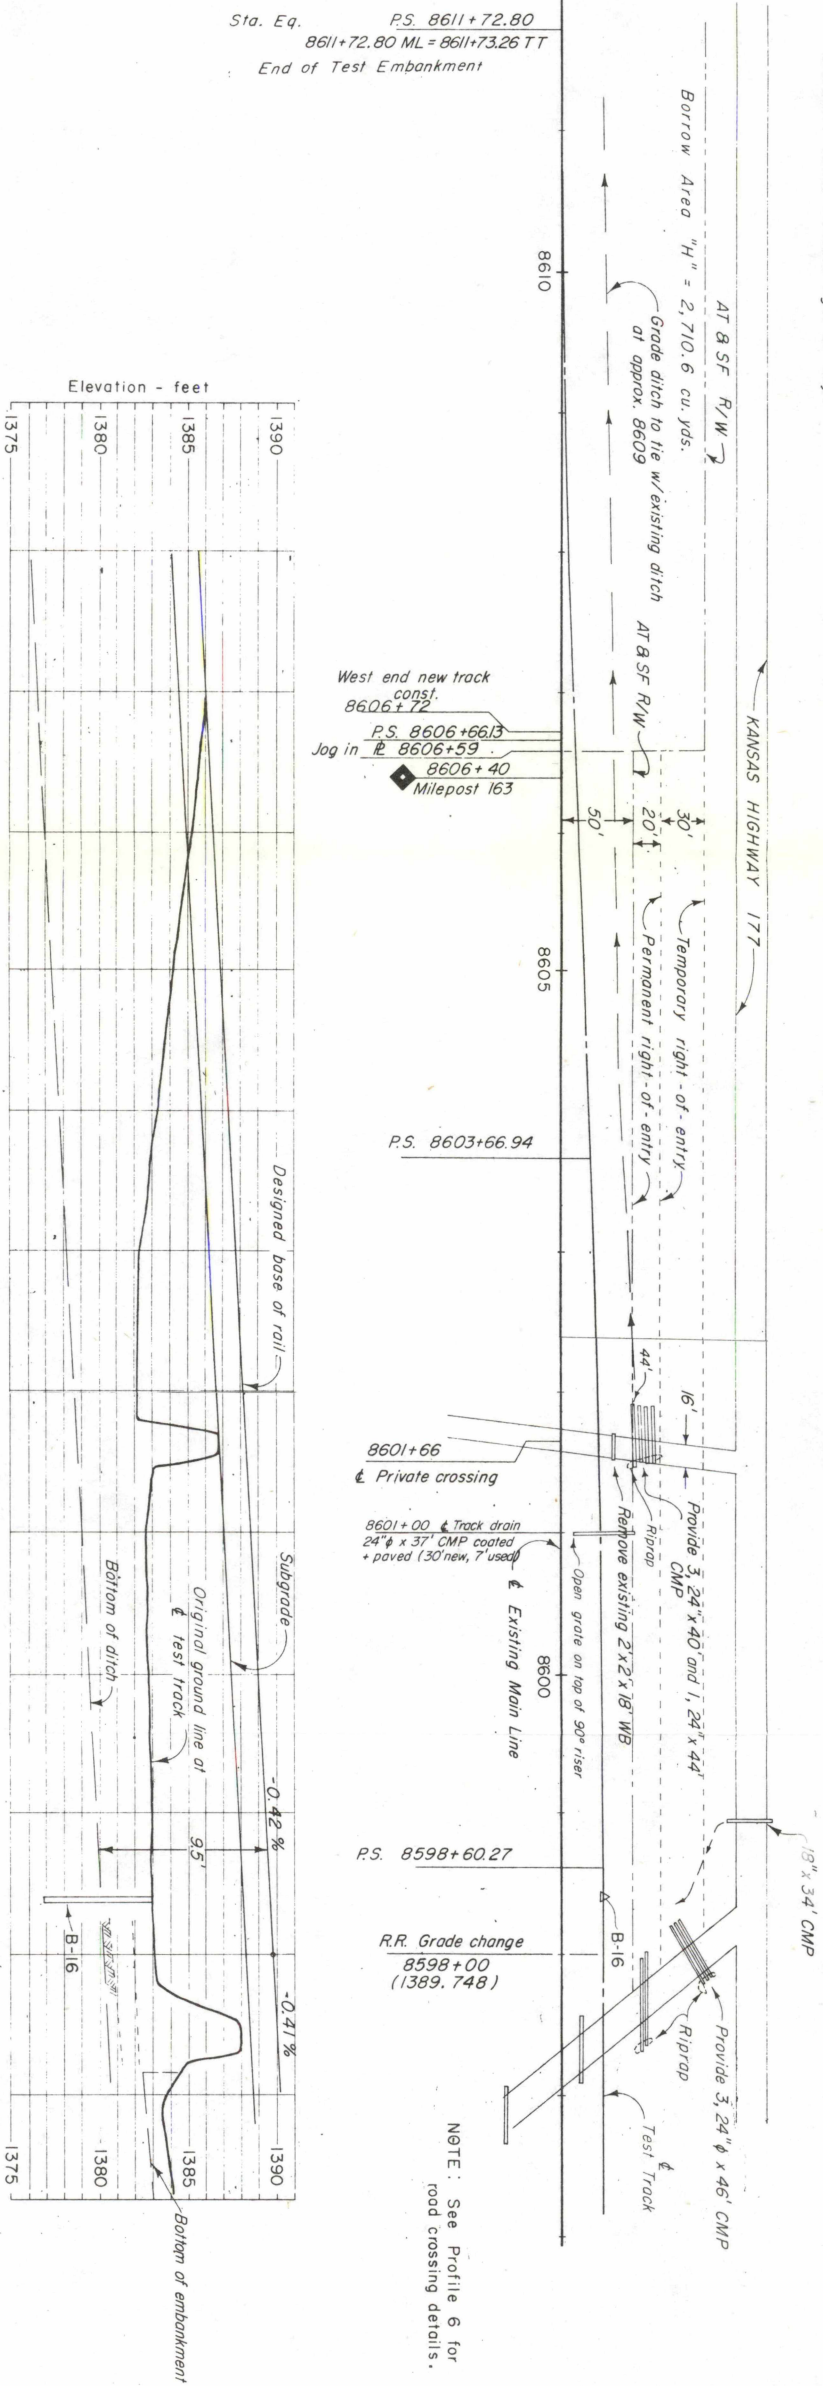 Sta. Eq.
P.S. 8611+72.80
8611+72.80 ML = 8611+73.26 TT
End of Test Embankment
Borrow Area "H" = 2,710.6 cu. yds.
AT & SF R/W
8610
Grade ditch to tie w/existing ditch
at approx. 8609
AT & SF R/W
KANSAS HIGHWAY 177
West end new track
const.
8606+72
P.S. 8606+66.13
Jog in PL 8606+59
8606+40
Milepost 163
50'
20'
30'
Temporary right-of-entry
Permanent right-of-entry
8605
P.S. 8603+66.94
44'
16'
8601+66
℄ Private crossing
8601+00 ℄ Track drain
24"ϕ x 37' CMP coated
+ paved (30' new, 7' used)
Provide 3, 24"x 40' and 1, 24"x 44'
CMP
Riprap
Remove existing 2'x2'x18' WB
Open grate on top of 90° riser
℄ Existing Main Line
8600
P.S. 8598+60.27
B-16
R.R. Grade change
8598+00
(1389.748)
18"x 34' CMP
Provide 3, 24"ϕ x 46' CMP
Riprap
℄
Test Track
NOTE: See Profile 6 for
road crossing details.
Elevation - feet
1375
1380
1385
1390
Designed base of rail
Subgrade
Original ground line at
℄ test track
Bottom of ditch
-0.42 %
9.5'
B-16
-0.41 %
1375
1380
1385
1390
Bottom of embankment